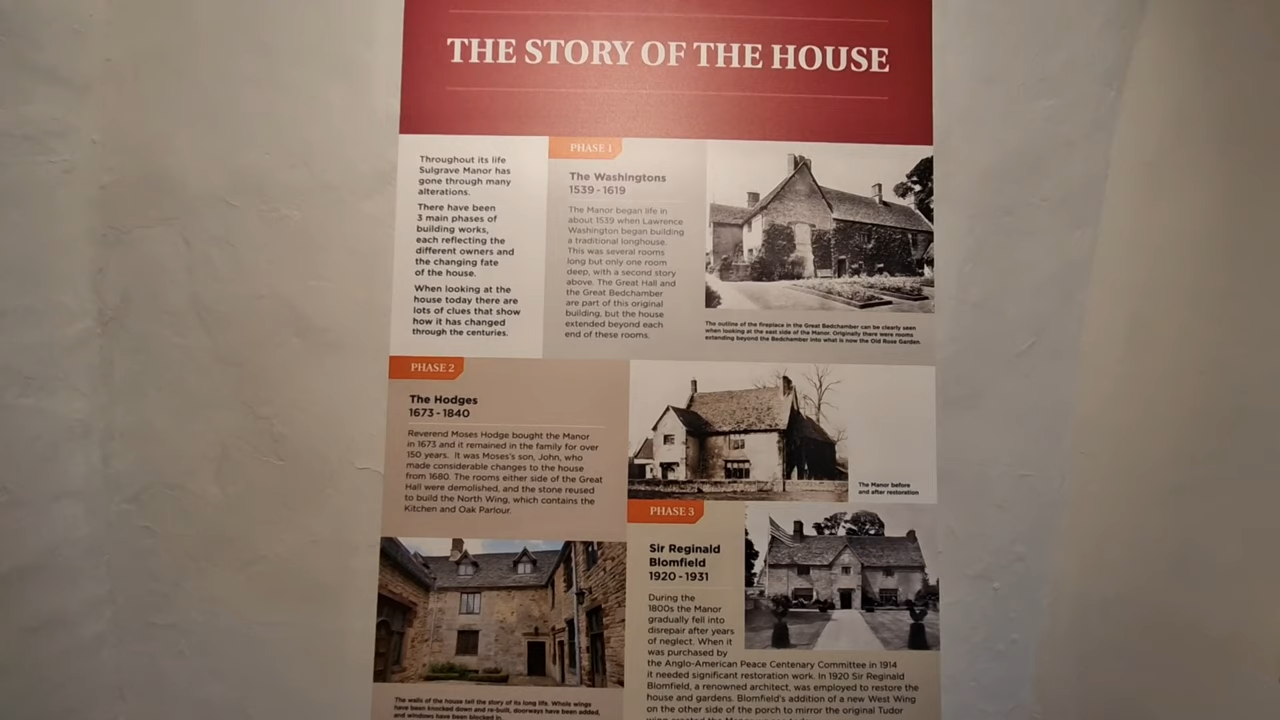 THE STORY OF THE HOUSE
Throughout its life
Sulgrave Manor has
gone through many
alterations.
There have been
3 main phases of
building works,
each reflecting the
different owners and
the changing fate
of the house.
When looking at the
house today there are
lots of clues that show
how it has changed
through the centuries.
PHASE 1
The Washingtons
1539 - 1619
The Manor began life in
about 1539 when Lawrence
Washington began building
a traditional longhouse.
This was several rooms
long but only one room
deep, with a second story
above. The Great Hall and
the Great Bedchamber
are part of this original
building, but the house
extended beyond each
end of these rooms.
The outline of the fireplace in the Great Bedchamber can be clearly seen
when looking at the east side of the Manor. Originally there were rooms
extending beyond the Bedchamber into what is now the Old Rose Garden.
PHASE 2
The Hodges
1673 - 1840
Reverend Moses Hodge bought the Manor
in 1673 and it remained in the family for over
150 years. It was Moses's son, John, who
made considerable changes to the house
from 1680. The rooms either side of the Great
Hall were demolished, and the stone reused
to build the North Wing, which contains the
Kitchen and Oak Parlour.
The Manor before
and after restoration
The walls of the house tell the story of its long life. Whole wings
have been knocked down and re-built, doorways have been added,
and windows have been blocked in.
PHASE 3
Sir Reginald
Blomfield
1920 - 1931
During the
1800s the Manor
gradually fell into
disrepair after years
of neglect. When it
was purchased by
the Anglo-American Peace Centenary Committee in 1914
it needed significant restoration work. In 1920 Sir Reginald
Blomfield, a renowned architect, was employed to restore the
house and gardens. Blomfield's addition of a new West Wing
on the other side of the porch to mirror the original Tudor
wing created the Manor